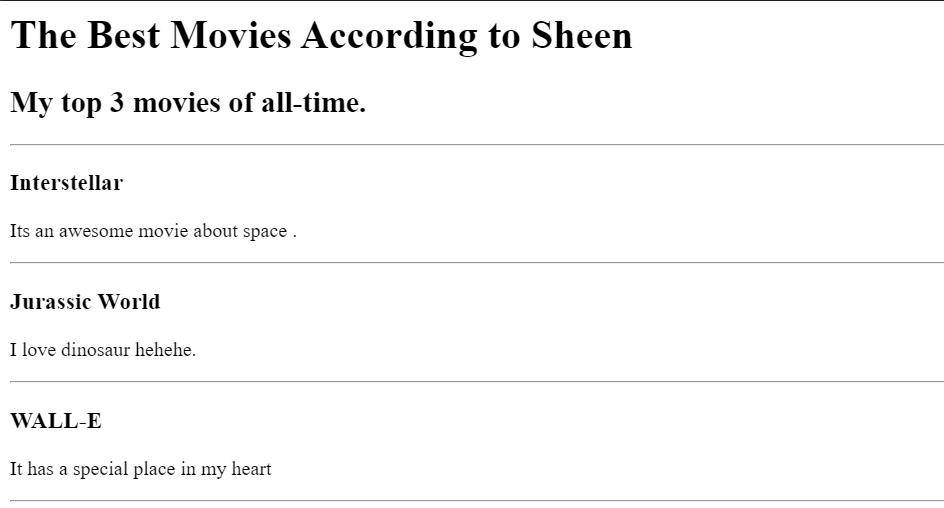 The Best Movies According to Sheen
My top 3 movies of all-time.
Interstellar
Its an awesome movie about space .
Jurassic World
I love dinosaur hehehe.
WALL-E
It has a special place in my heart